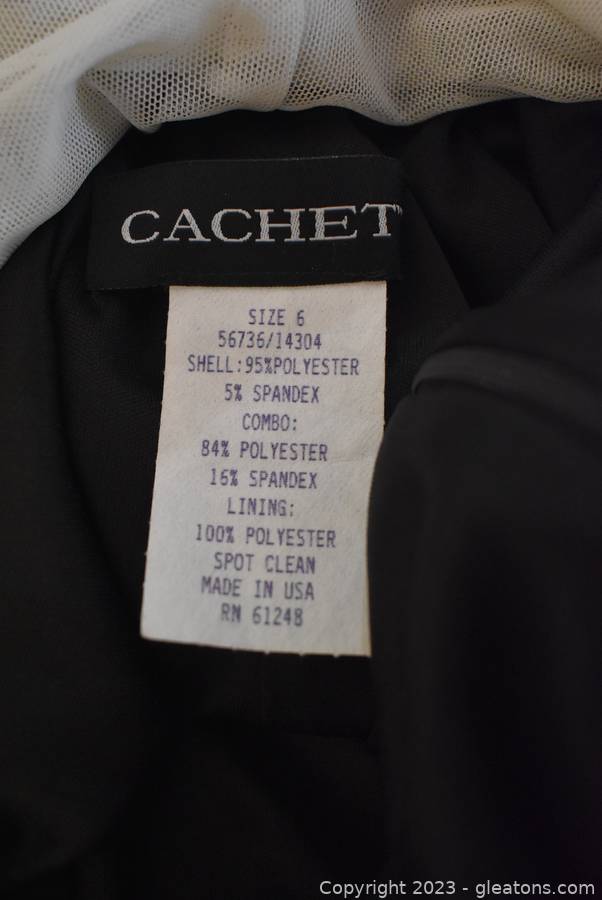 CACHET
SIZE 6
56736/14304
SHELL:95%POLYESTER
5% SPANDEX
COMBO:
84% POLYESTER
16% SPANDEX
LINING:
100% POLYESTER
SPOT CLEAN
MADE IN USA
RN 61248
Copyright 2023 - gleatons.com